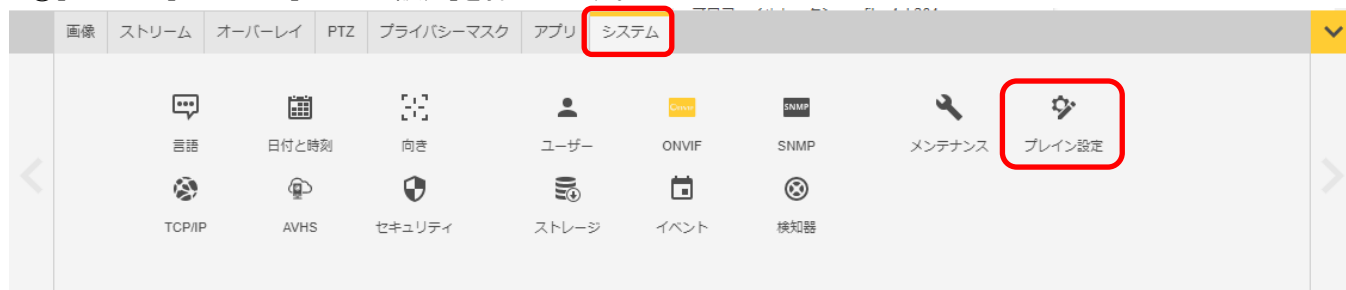 画像 ストリーム オーバーレイ PTZ プライバシーマスク アプリ システム
SNMP
言語 日付と時刻 向き ユーザー ONVIF SNMP メンテナンス プレイン設定
TCP/IP AVHS セキュリティ ストレージ イベント 検知器